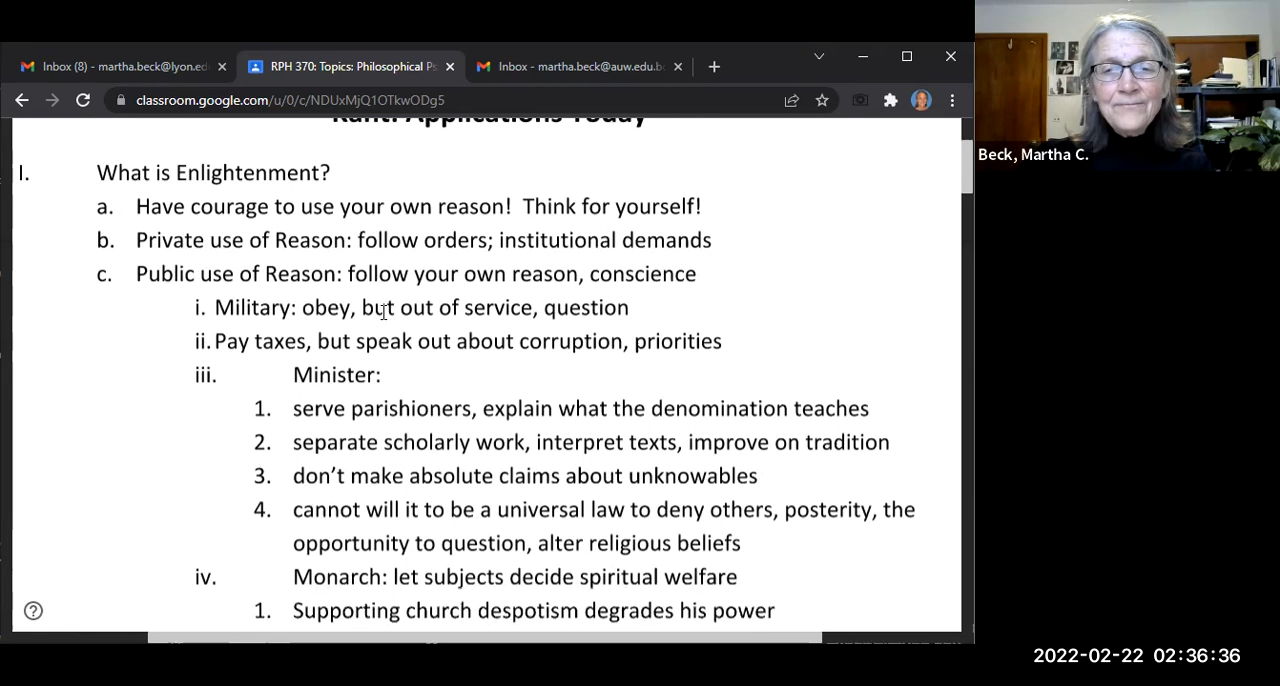 Inbox (8) - martha.beck@lyon.ed
RPH 370: Topics: Philosophical Ps
Inbox - martha.beck@auw.edu.b
classroom.google.com/u/0/c/NDUxMjQ1OTkwODg5
Kant: Applications Today
I. What is Enlightenment?
a. Have courage to use your own reason! Think for yourself!
b. Private use of Reason: follow orders; institutional demands
c. Public use of Reason: follow your own reason, conscience
i. Military: obey, but out of service, question
ii. Pay taxes, but speak out about corruption, priorities
iii. Minister:
1. serve parishioners, explain what the denomination teaches
2. separate scholarly work, interpret texts, improve on tradition
3. don’t make absolute claims about unknowables
4. cannot will it to be a universal law to deny others, posterity, the
opportunity to question, alter religious beliefs
iv. Monarch: let subjects decide spiritual welfare
1. Supporting church despotism degrades his power
Beck, Martha C.
2022-02-22 02:36:36